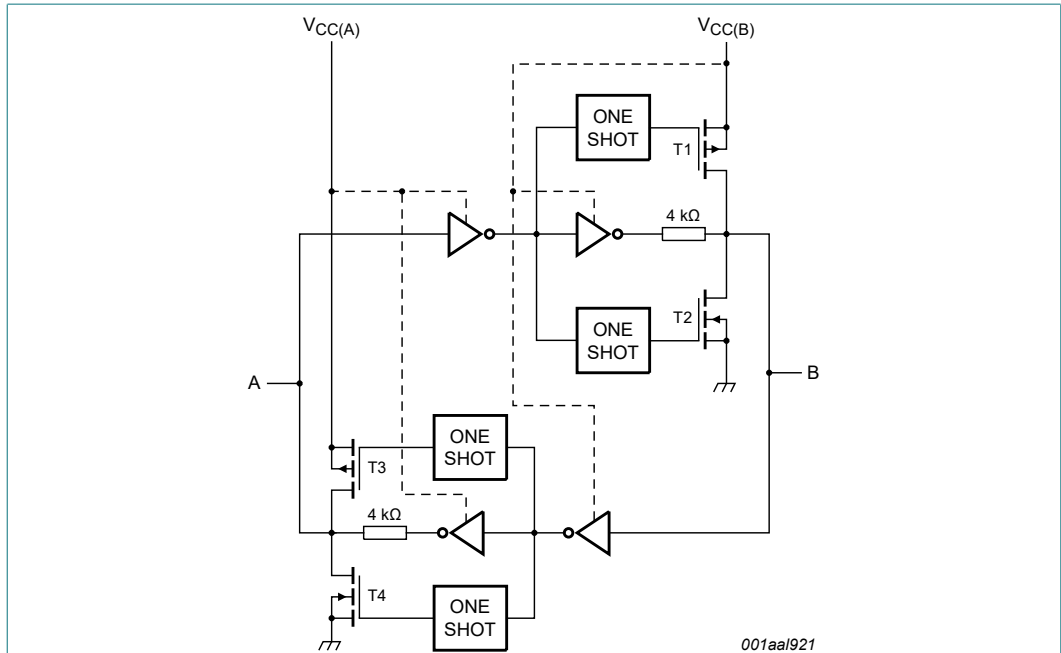 VCC(A)
VCC(B)
ONE
SHOT
T1
4 kΩ
ONE
SHOT
T2
A
B
ONE
SHOT
T3
4 kΩ
T4
ONE
SHOT
001aal921